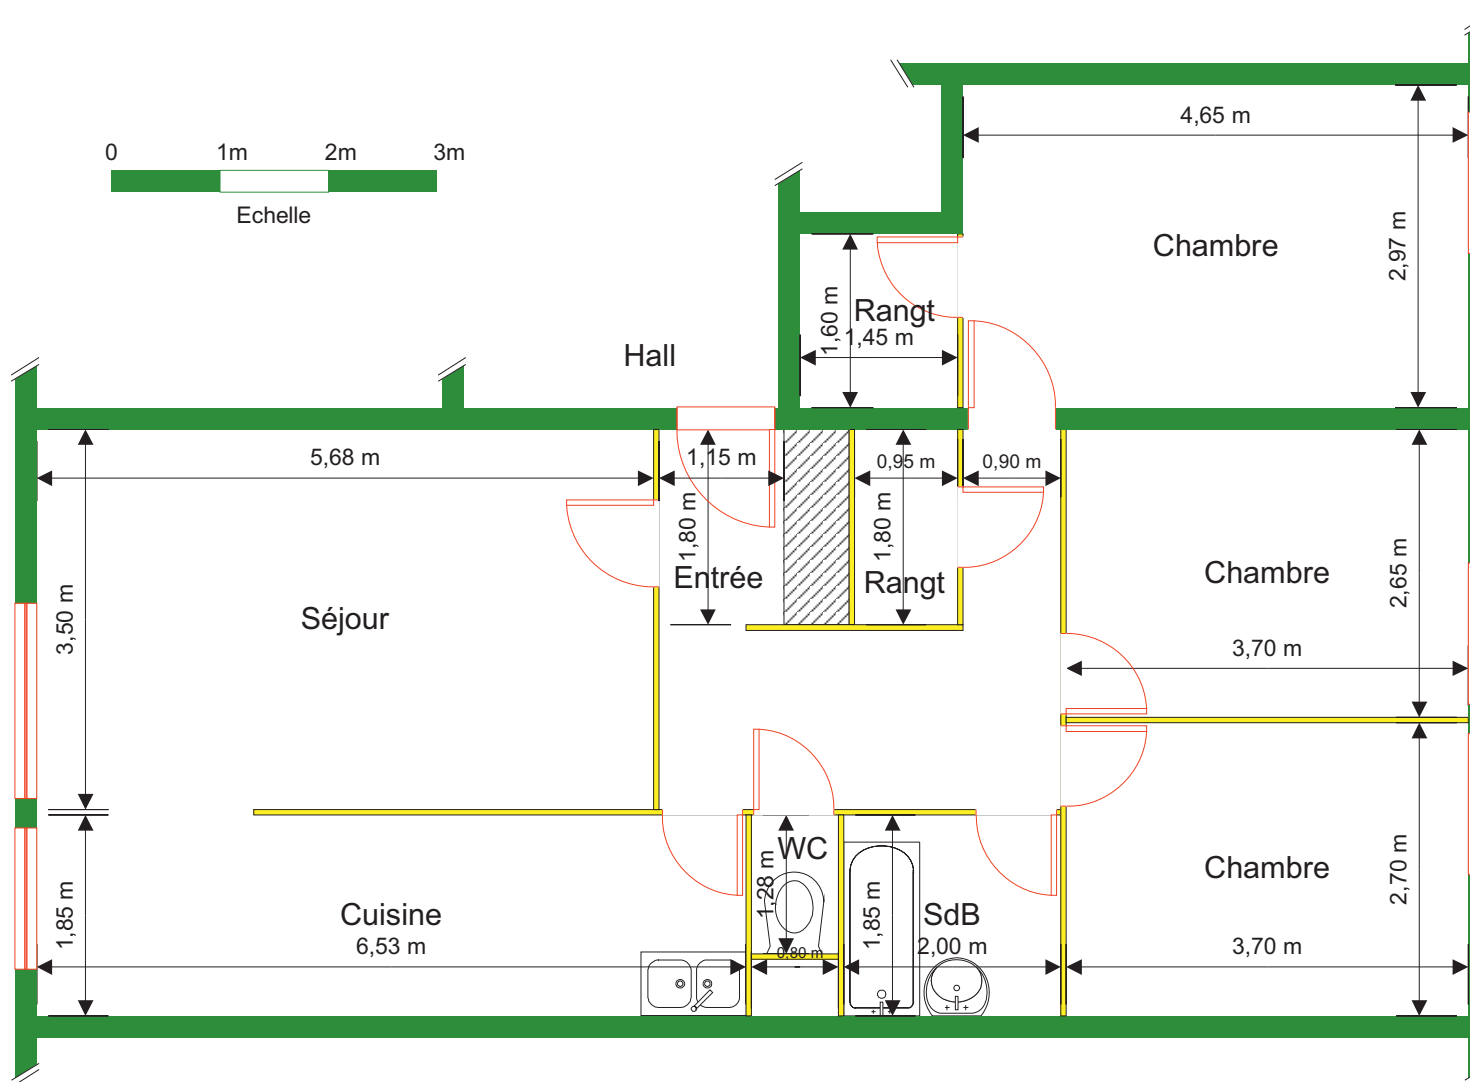 4,65 m
0 1m 2m 3m
Echelle
Chambre
2,97 m
1,60 m
Rangt
1,45 m
Hall
5,68 m
1,15 m
0,95 m
0,90 m
1,80 m
1,80 m
Entrée
Rangt
Chambre
2,65 m
3,50 m
Séjour
3,70 m
WC
1,28 m
Chambre
2,70 m
1,85 m
Cuisine
6,53 m
0,80 m
1,85 m
SdB
2,00 m
3,70 m